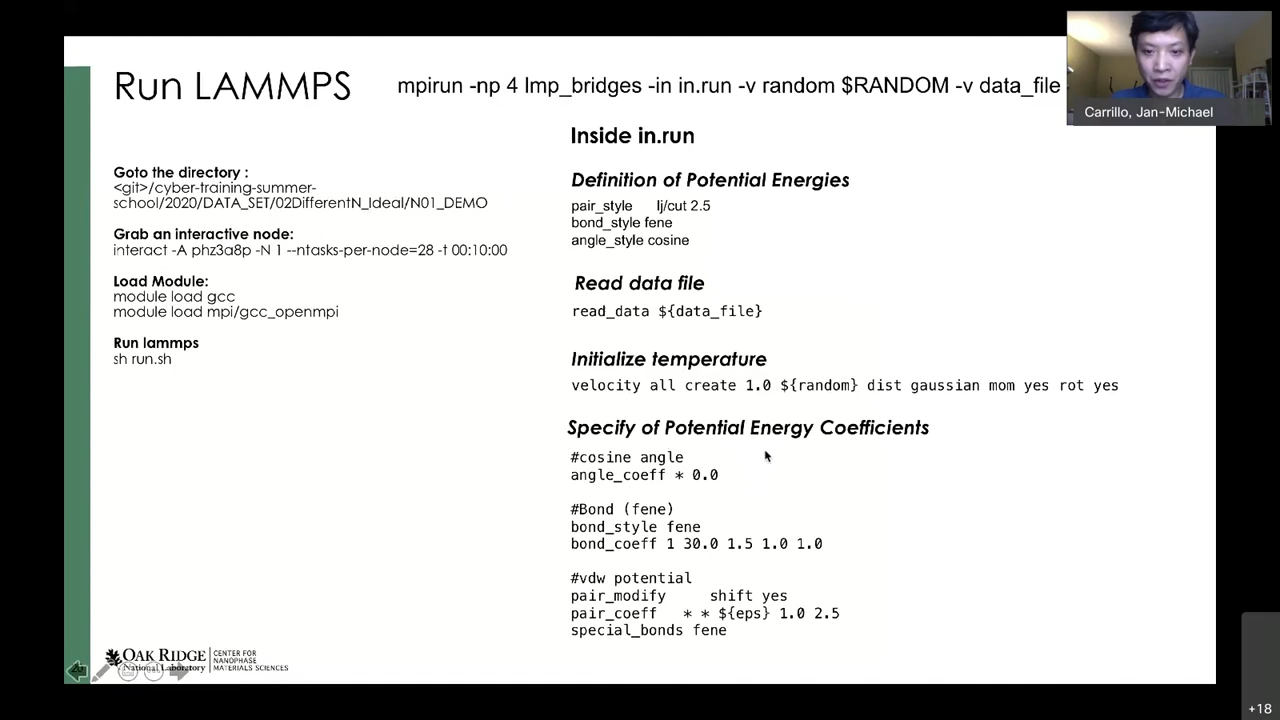 Run LAMMPS
mpirun -np 4 lmp_bridges -in in.run -v random $RANDOM -v data_file
Carrillo, Jan-Michael
Goto the directory :
<git>/cyber-training-summer-
school/2020/DATA_SET/02DifferentN_Ideal/N01_DEMO
Grab an interactive node:
interact -A phz3a8p -N 1 --ntasks-per-node=28 -t 00:10:00
Load Module:
module load gcc
module load mpi/gcc_openmpi
Run lammps
sh run.sh
Inside in.run
Definition of Potential Energies
pair_style lj/cut 2.5
bond_style fene
angle_style cosine
Read data file
read_data ${data_file}
Initialize temperature
velocity all create 1.0 ${random} dist gaussian mom yes rot yes
Specify of Potential Energy Coefficients
#cosine angle
angle_coeff * 0.0
#Bond (fene)
bond_style fene
bond_coeff 1 30.0 1.5 1.0 1.0
#vdw potential
pair_modify shift yes
pair_coeff * * ${eps} 1.0 2.5
special_bonds fene
OAK RIDGE
National Laboratory
CENTER FOR
NANOPHASE
MATERIALS SCIENCES
+18